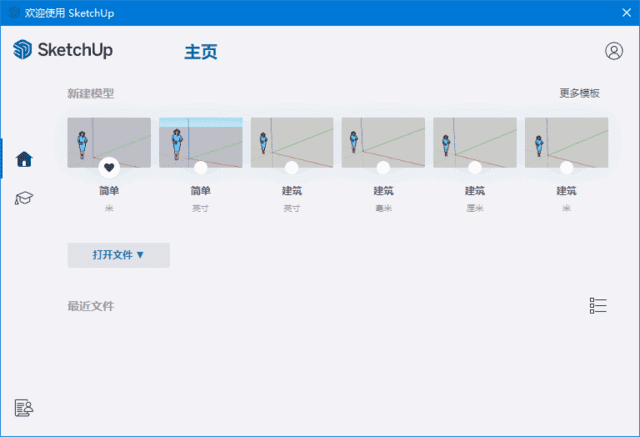 欢迎使用 SketchUp
SketchUp
主页
新建模型
更多模板
简单
米
简单
英寸
建筑
英寸
建筑
毫米
建筑
厘米
建筑
米
打开文件 ▼
最近文件